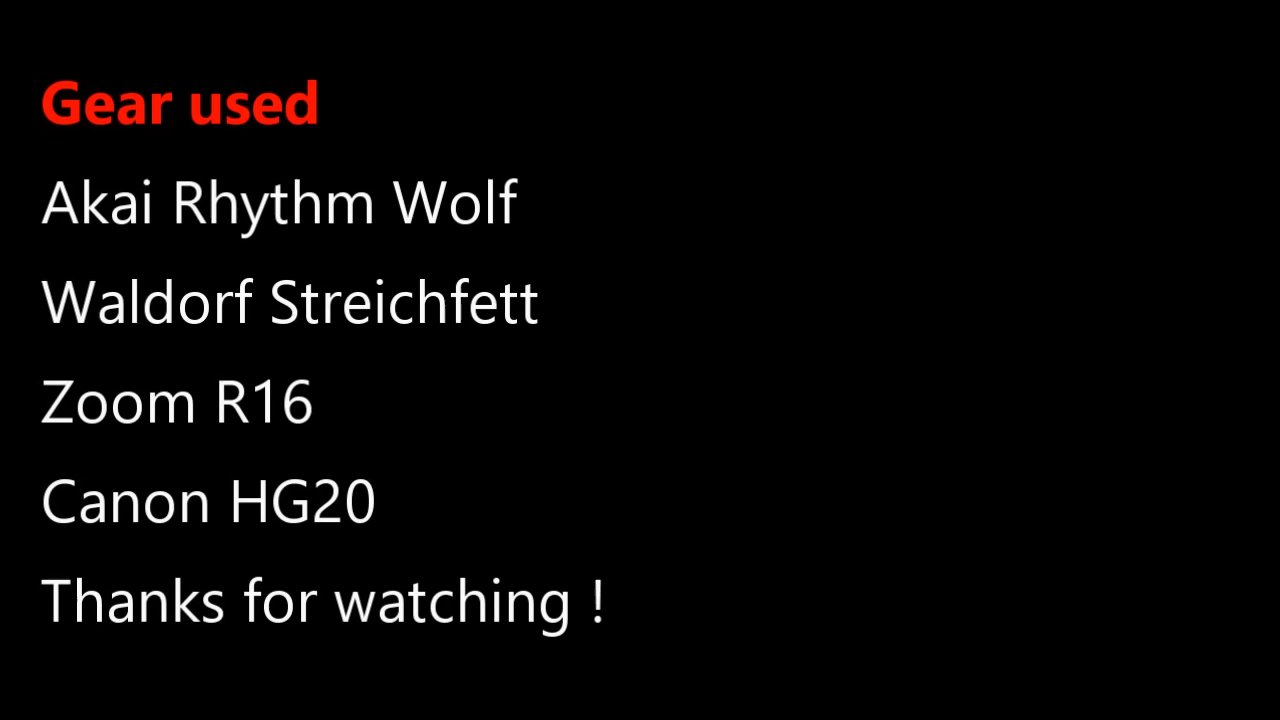 Gear used
Akai Rhythm Wolf
Waldorf Streichfett
Zoom R16
Canon HG20
Thanks for watching !